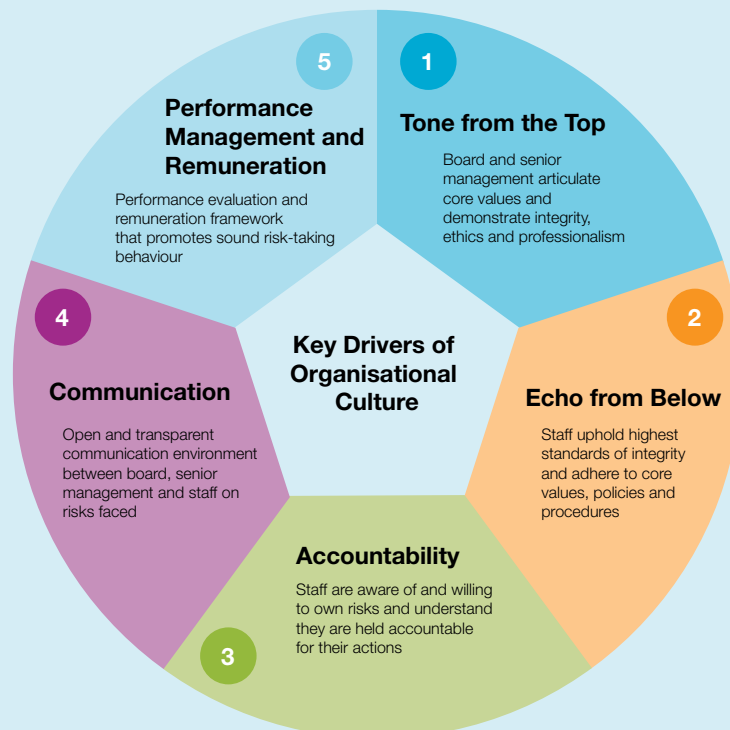 Key Drivers of
Organisational
Culture
1
Tone from the Top
Board and senior
management articulate
core values and
demonstrate integrity,
ethics and professionalism
2
Echo from Below
Staff uphold highest
standards of integrity
and adhere to core
values, policies and
procedures
3
Accountability
Staff are aware of and willing
to own risks and understand
they are held accountable
for their actions
4
Communication
Open and transparent
communication environment
between board, senior
management and staff on
risks faced
5
Performance
Management and
Remuneration
Performance evaluation and
remuneration framework
that promotes sound risk-taking
behaviour